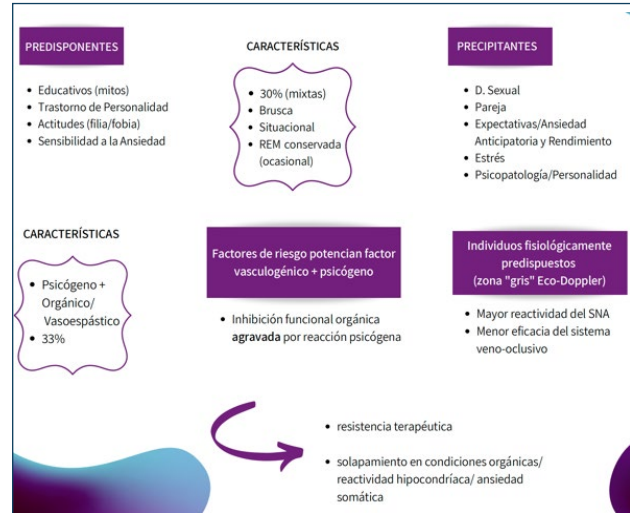 PREDISPONENTES
• Educativos (mitos)
• Trastorno de Personalidad
• Actitudes (filia/fobia)
• Sensibilidad a la Ansiedad
CARACTERÍSTICAS
• 30% (mixtas)
• Brusca
• Situacional
• REM conservada
(ocasional)
PRECIPITANTES
• D. Sexual
• Pareja
• Expectativas/Ansiedad
Anticipatoria y Rendimiento
• Estrés
• Psicopatología/Personalidad
CARACTERÍSTICAS
• Psicógeno +
Orgánico/
Vasoespástico
• 33%
Factores de riesgo potencian factor
vasculogénico + psicógeno
• Inhibición funcional orgánica
agravada por reacción psicógena
Individuos fisiológicamente
predispuestos
(zona "gris" Eco-Doppler)
• Mayor reactividad del SNA
• Menor eficacia del sistema
veno-oclusivo
• resistencia terapéutica
• solapamiento en condiciones orgánicas/
reactividad hipocondríaca/ ansiedad
somática